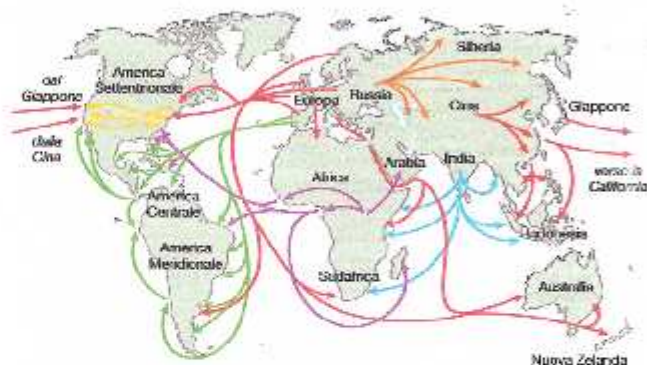 Siberia
America
Settentrionale
dal
Giappone
Europa
Russia
Cina
Giappone
dalla
Cina
Arabia
India
verso la
California
Africa
America
Centrale
Indonesia
America
Meridionale
Sudafrica
Australia
Nuova Zelanda